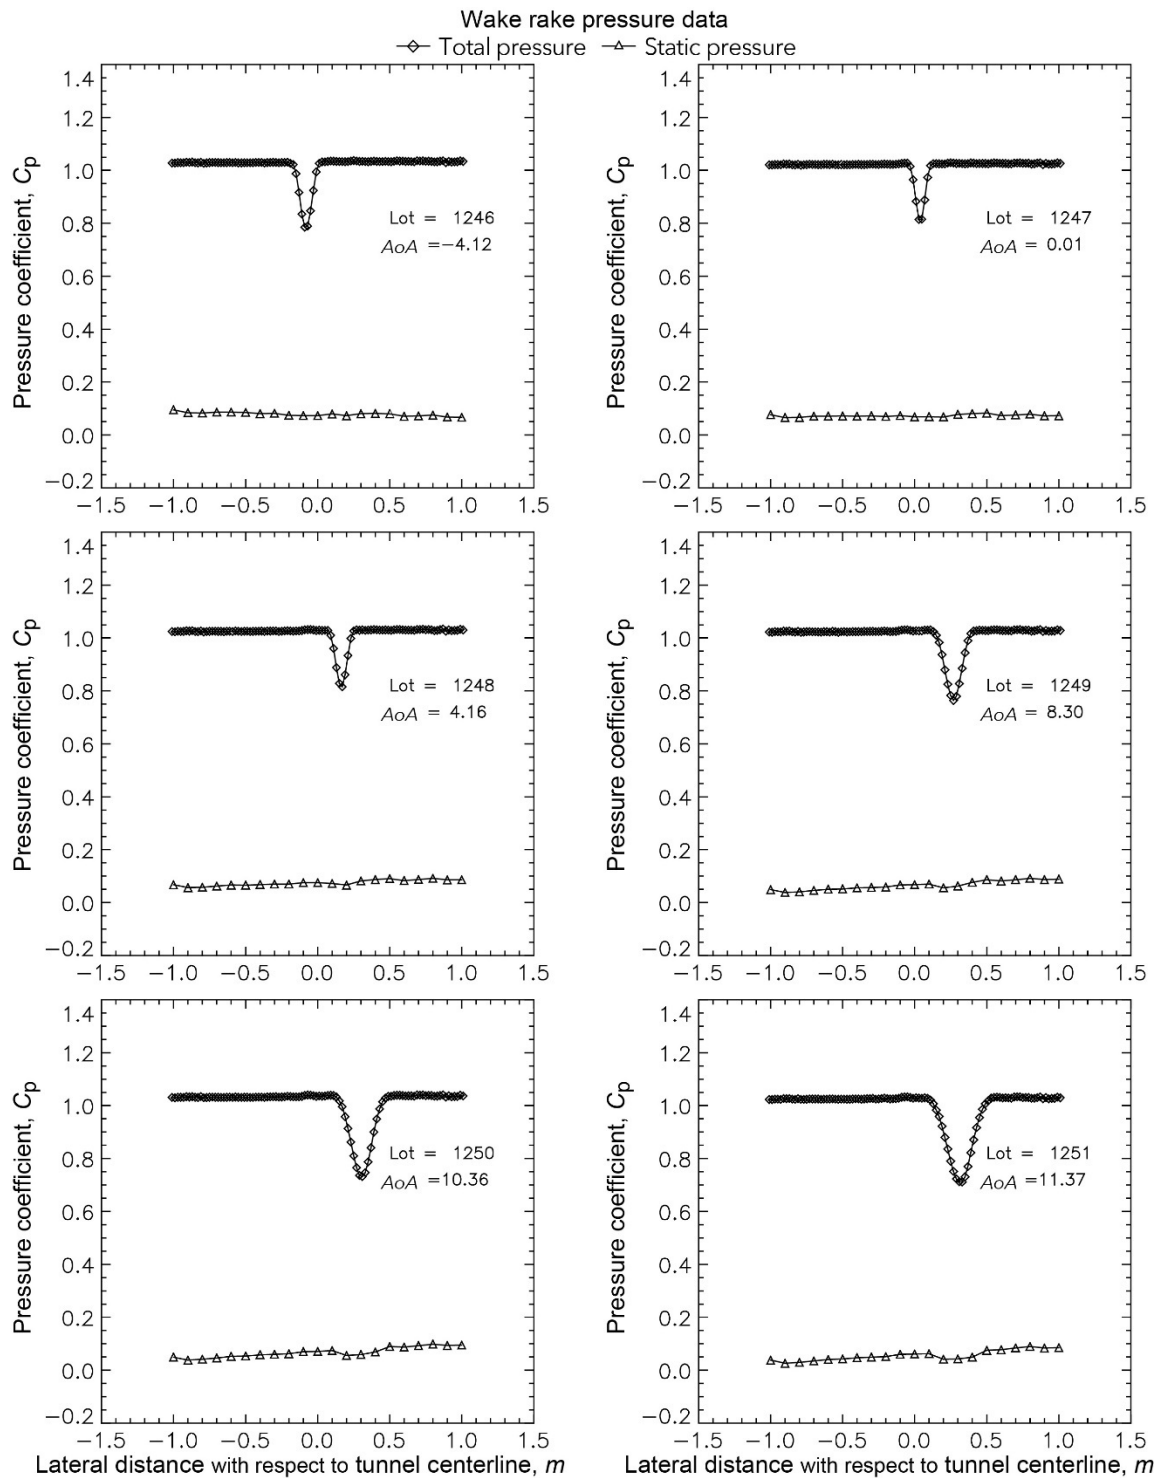 Wake rake pressure data
Total pressure Static pressure
Pressure coefficient, Cp
1.4
1.2
1.0
0.8
0.6
0.4
0.2
0.0
−0.2
Lot = 1246
AoA =−4.12
−1.5 −1.0 −0.5 0.0 0.5 1.0 1.5
Pressure coefficient, Cp
1.4
1.2
1.0
0.8
0.6
0.4
0.2
0.0
−0.2
Lot = 1247
AoA = 0.01
−1.5 −1.0 −0.5 0.0 0.5 1.0 1.5
Pressure coefficient, Cp
1.4
1.2
1.0
0.8
0.6
0.4
0.2
0.0
−0.2
Lot = 1248
AoA = 4.16
−1.5 −1.0 −0.5 0.0 0.5 1.0 1.5
Pressure coefficient, Cp
1.4
1.2
1.0
0.8
0.6
0.4
0.2
0.0
−0.2
Lot = 1249
AoA = 8.30
−1.5 −1.0 −0.5 0.0 0.5 1.0 1.5
Pressure coefficient, Cp
1.4
1.2
1.0
0.8
0.6
0.4
0.2
0.0
−0.2
Lot = 1250
AoA =10.36
−1.5 −1.0 −0.5 0.0 0.5 1.0 1.5
Lateral distance with respect to tunnel centerline, m
Pressure coefficient, Cp
1.4
1.2
1.0
0.8
0.6
0.4
0.2
0.0
−0.2
Lot = 1251
AoA =11.37
−1.5 −1.0 −0.5 0.0 0.5 1.0 1.5
Lateral distance with respect to tunnel centerline, m